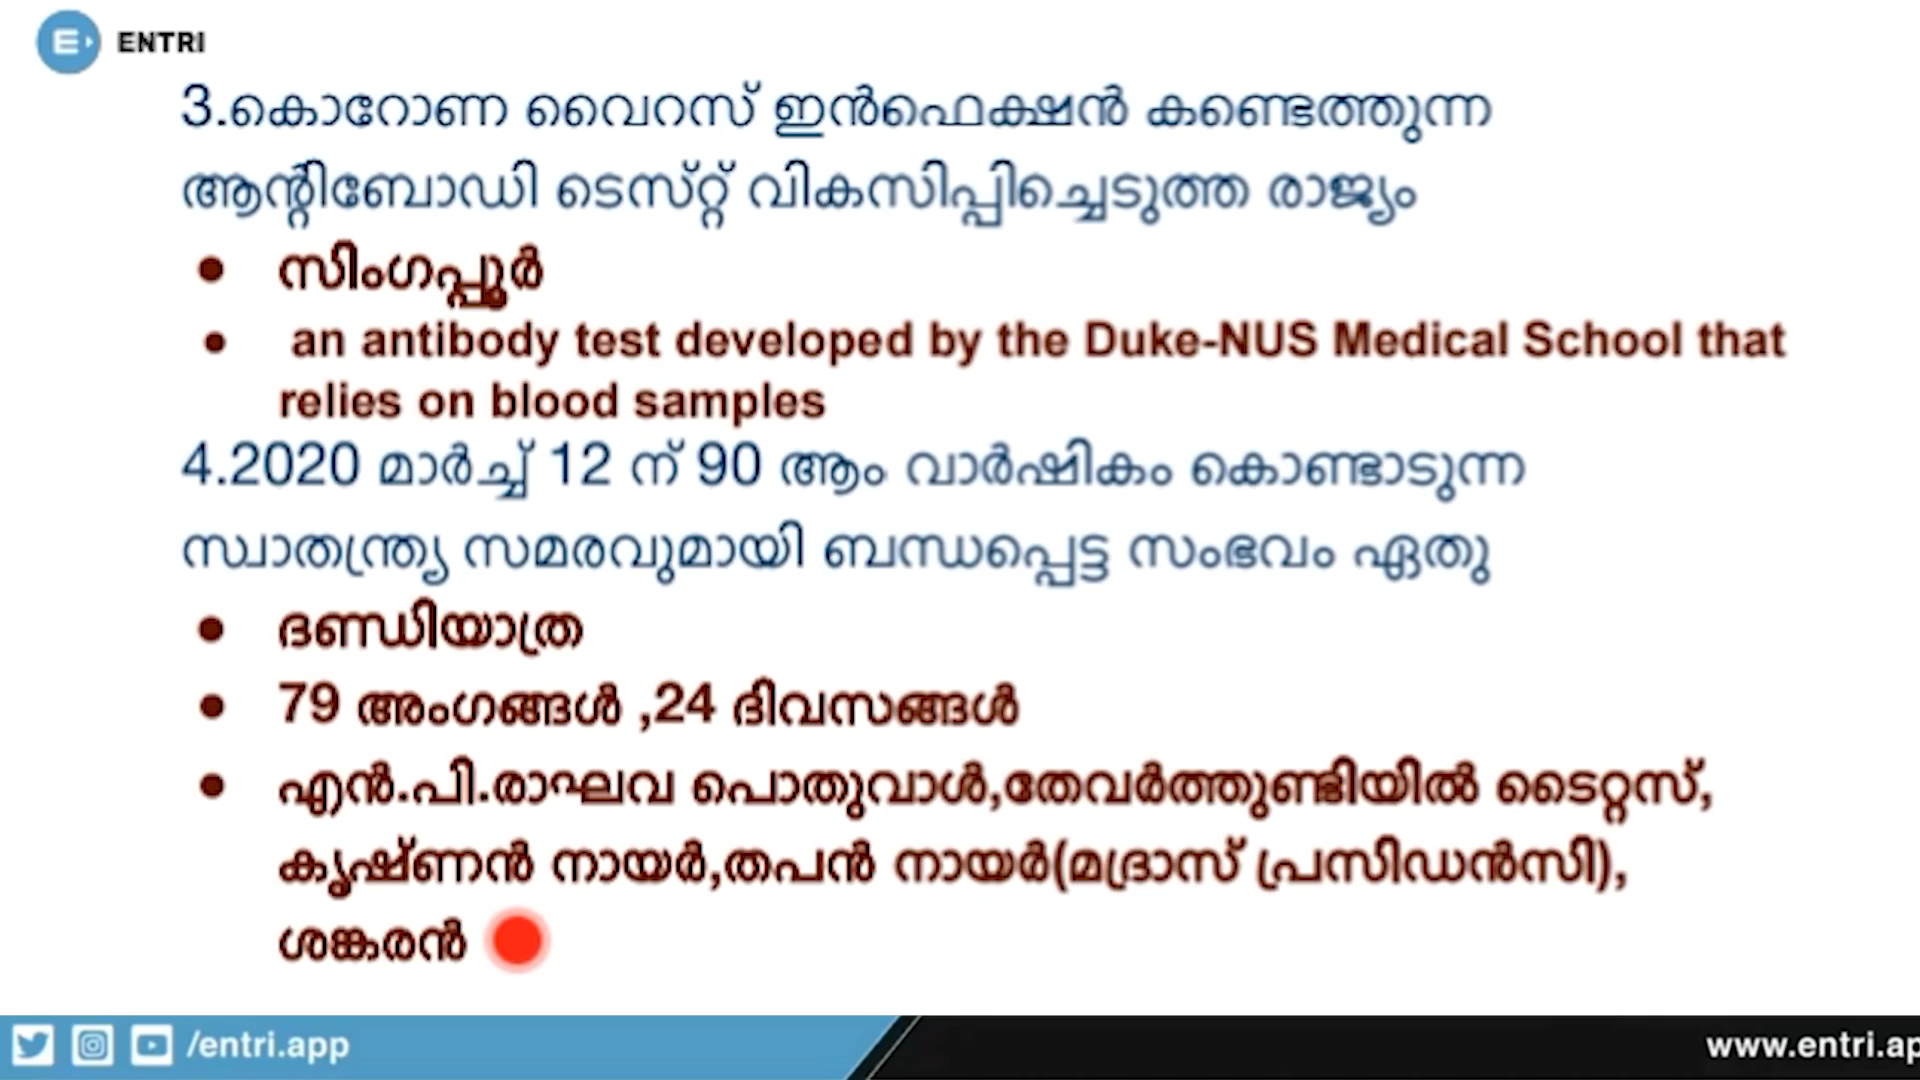 ENTRI
3.കൊറോണ വൈറസ് ഇൻഫെക്ഷൻ കണ്ടെത്തുന്ന
ആന്റിബോഡി ടെസ്റ്റ് വികസിപ്പിച്ചെടുത്ത രാജ്യം
• സിംഗപ്പൂർ
• an antibody test developed by the Duke-NUS Medical School that
relies on blood samples
4.2020 മാർച്ച് 12 ന് 90 ആം വാർഷികം കൊണ്ടാടുന്ന
സ്വാതന്ത്ര്യ സമരവുമായി ബന്ധപ്പെട്ട സംഭവം ഏതു
• ദണ്ഡിയാത്ര
• 79 അംഗങ്ങൾ ,24 ദിവസങ്ങൾ
• എൻ.പി.രാഘവ പൊതുവാൾ,തേവർത്തുണ്ടിയിൽ ടൈറ്റസ്,
കൃഷ്ണൻ നായർ,തപൻ നായർ(മദ്രാസ് പ്രസിഡൻസി),
ശങ്കരൻ
/entri.app
www.entri.ap